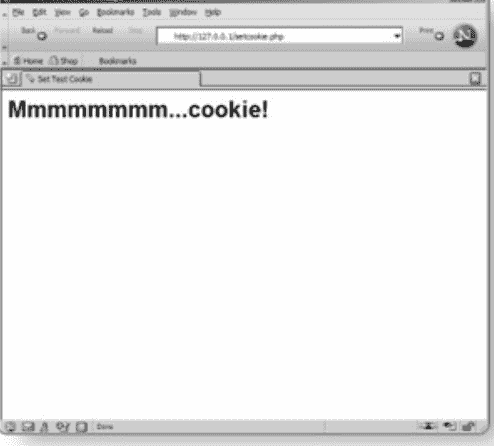 File Edit View Go Bookmarks Tools Window Help
Back Forward Reload Stop http://127.0.0.1/setcookie.php Print
Home Shop Bookmarks
Set Test Cookie
Mmmmmmmm...cookie!
Done